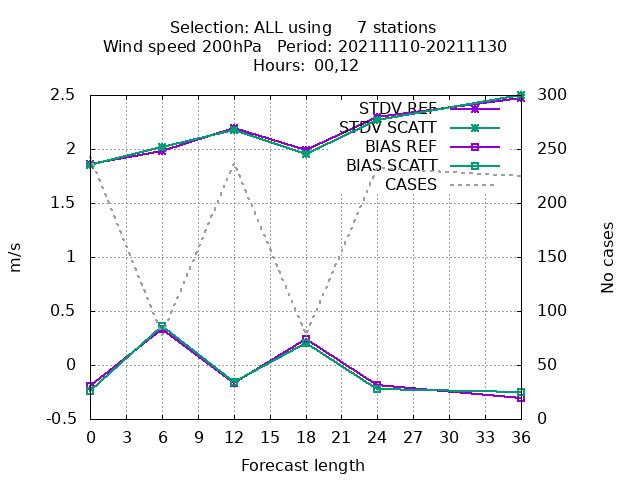 Selection: ALL using     7 stations
Wind speed 200hPa   Period: 20211110-20211130
Hours:  00,12
2.5
2
1.5
1
0.5
0
-0.5
m/s
300
250
200
150
100
50
0
No cases
STDV REF
STDV SCATT
BIAS REF
BIAS SCATT
CASES
0 3 6 9 12 15 18 21 24 27 30 33 36
Forecast length